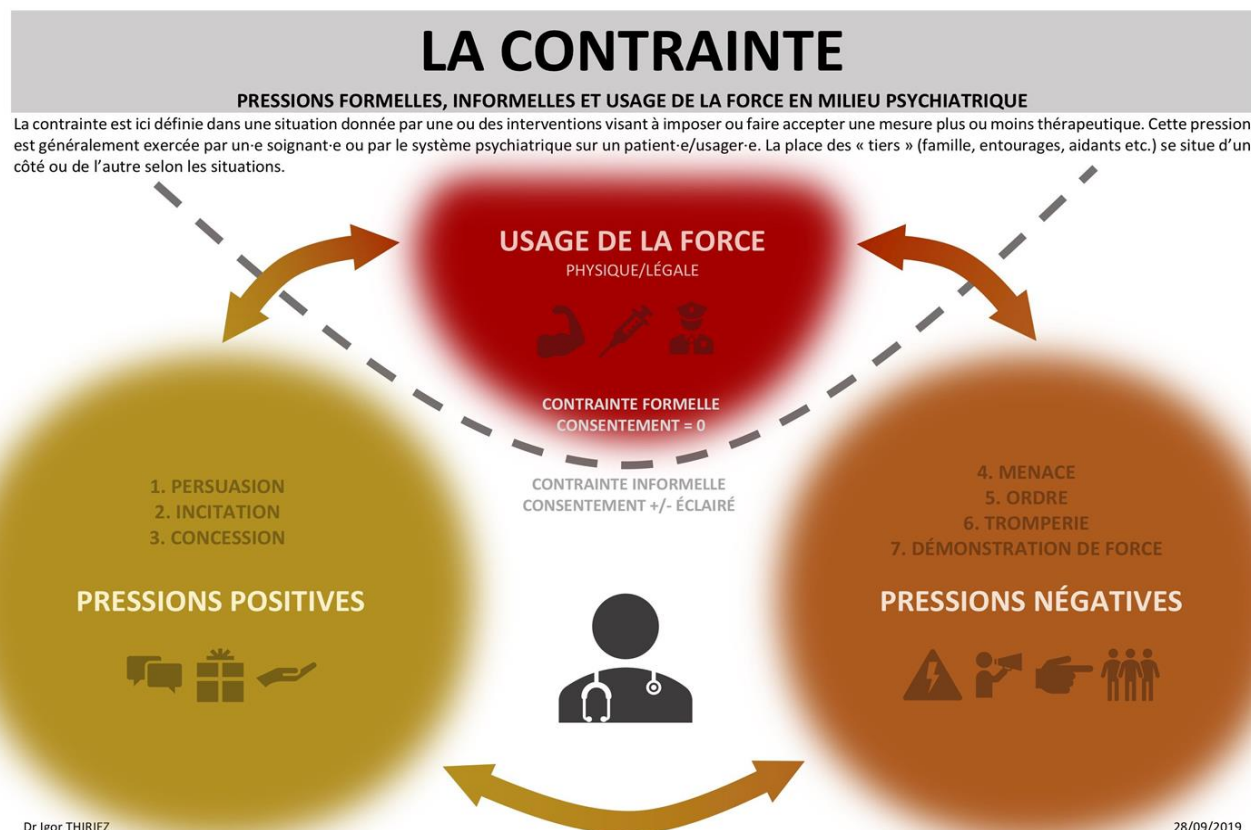 LA CONTRAINTE
PRESSIONS FORMELLES, INFORMELLES ET USAGE DE LA FORCE EN MILIEU PSYCHIATRIQUE
La contrainte est ici définie dans une situation donnée par une ou des interventions visant à imposer ou faire accepter une mesure plus ou moins thérapeutique. Cette pression
est généralement exercée par un·e soignant·e ou par le système psychiatrique sur un patient·e/usager·e. La place des « tiers » (famille, entourages, aidants etc.) se situe d'un
côté ou de l'autre selon les situations.
USAGE DE LA FORCE
PHYSIQUE/LÉGALE
CONTRAINTE FORMELLE
CONSENTEMENT = 0
CONTRAINTE INFORMELLE
CONSENTEMENT +/- ÉCLAIRÉ
1. PERSUASION
2. INCITATION
3. CONCESSION
PRESSIONS POSITIVES
4. MENACE
5. ORDRE
6. TROMPERIE
7. DÉMONSTRATION DE FORCE
PRESSIONS NÉGATIVES
Dr Igor THIRIEZ
28/09/2019